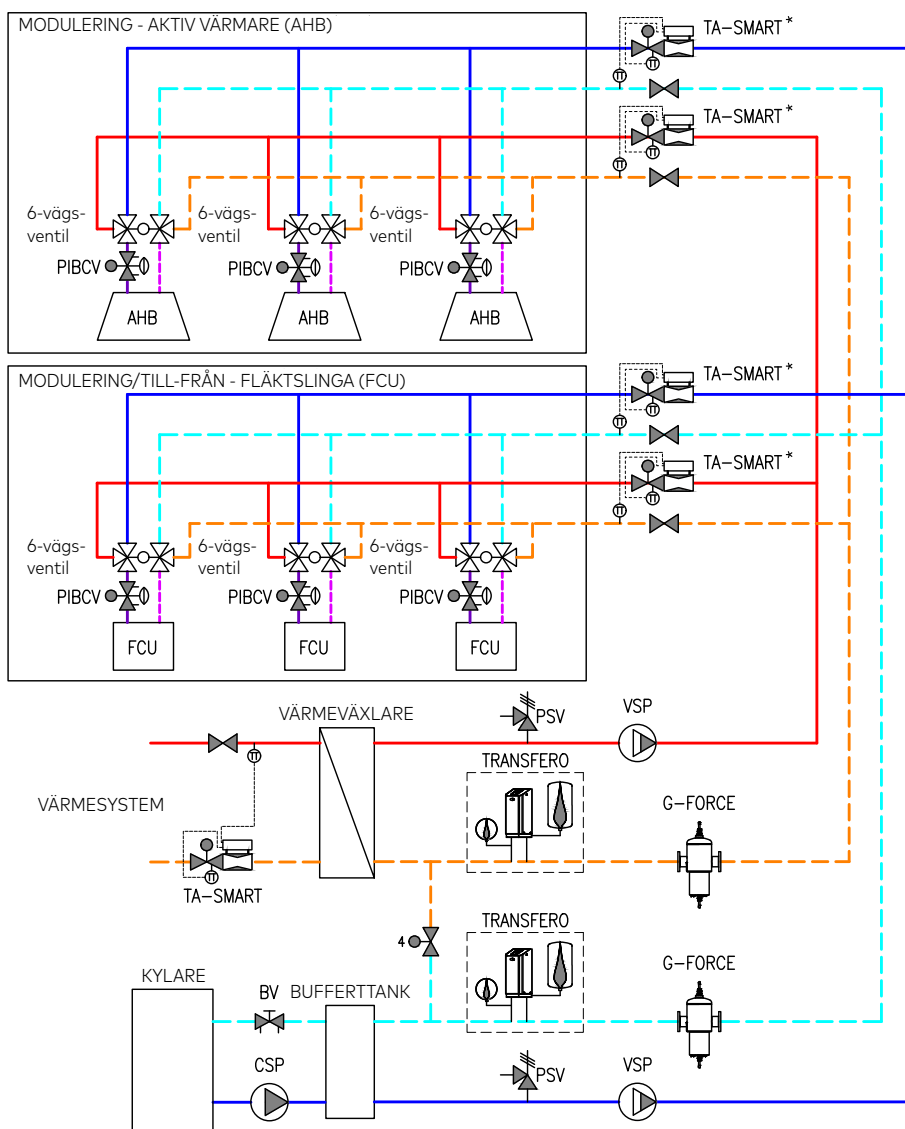 MODULERING - AKTIV VÄRMARE (AHB)
TA-SMART*
TA-SMART*
6-vägs-
ventil
6-vägs-
ventil
6-vägs-
ventil
PIBCV
PIBCV
PIBCV
AHB
AHB
AHB
MODULERING/TILL-FRÅN - FLÄKTSLINGA (FCU)
TA-SMART*
TA-SMART*
6-vägs-
ventil
6-vägs-
ventil
6-vägs-
ventil
PIBCV
PIBCV
PIBCV
FCU
FCU
FCU
VÄRMEVÄXLARE
PSV
VSP
TRANSFERO
VÄRMESYSTEM
G-FORCE
TA-SMART
4
TRANSFERO
G-FORCE
KYLARE
BV
BUFFERTTANK
CSP
PSV
VSP